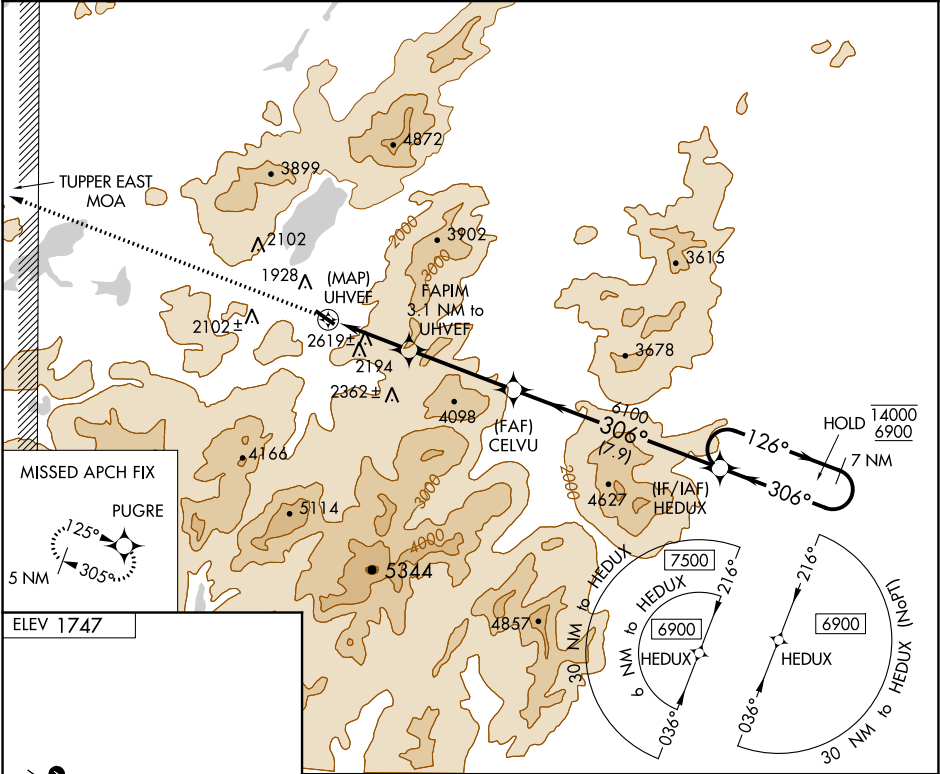 4872
3899
TUPPER EAST
MOA
2102
2000
3902
3000
3615
1928
(MAP)
UHVEF
FAPIM
3.1 NM to
UHVEF
2102±
2619±
2194
3678
2362±
4098
(FAF)
CELVU
6100
306°
(7.9)
HOLD
14000
6900
126°
7 NM
306°
4166
2000
4627
(IF/IAF)
HEDUX
MISSED APCH FIX
PUGRE
125°
305°
5 NM
3000
5114
4000
5344
4857
30 NM to HEDUX
7500
216°
6 NM to HEDUX
6900
HEDUX
036°
216°
6900
HEDUX
036°
30 NM to HEDUX (NoPT)
ELEV 1747